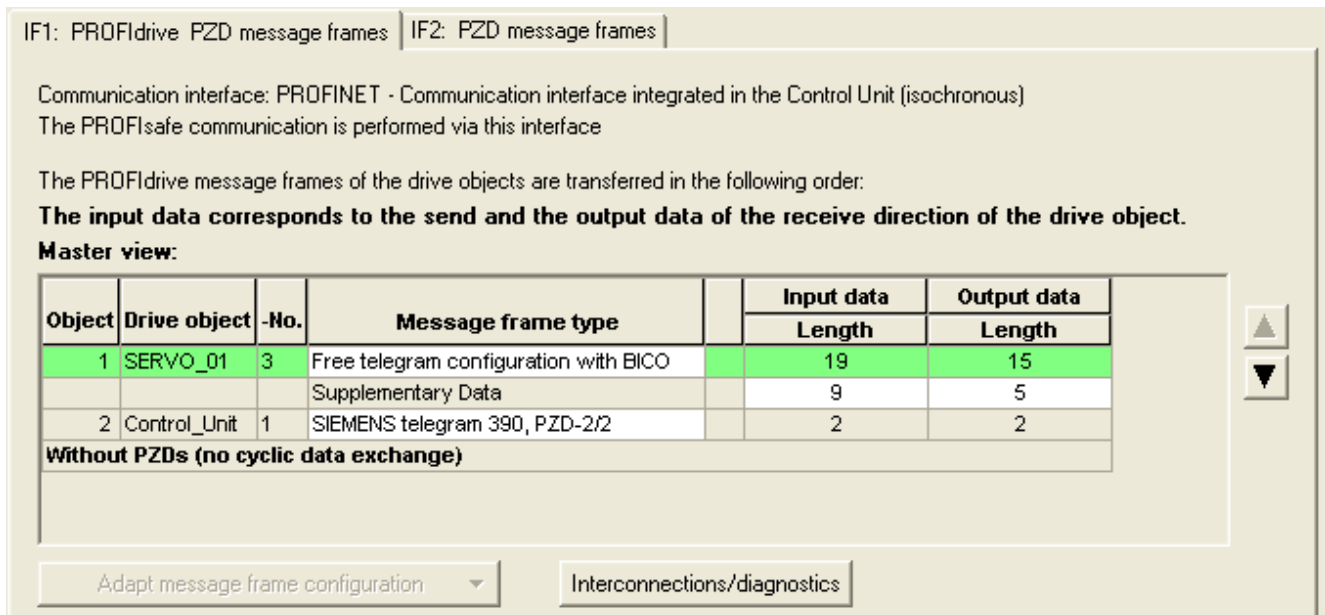 IF1: PROFIdrive PZD message frames IF2: PZD message frames
Communication interface: PROFINET - Communication interface integrated in the Control Unit (isochronous)
The PROFIsafe communication is performed via this interface
The PROFIdrive message frames of the drive objects are transferred in the following order:
The input data corresponds to the send and the output data of the receive direction of the drive object.
Master view:
Object Drive object -No. Message frame type Input data Output data
Length Length
1 SERVO_01 3 Free telegram configuration with BICO 19 15
Supplementary Data 9 5
2 Control_Unit 1 SIEMENS telegram 390, PZD-2/2 2 2
Without PZDs (no cyclic data exchange)
Adapt message frame configuration Interconnections/diagnostics